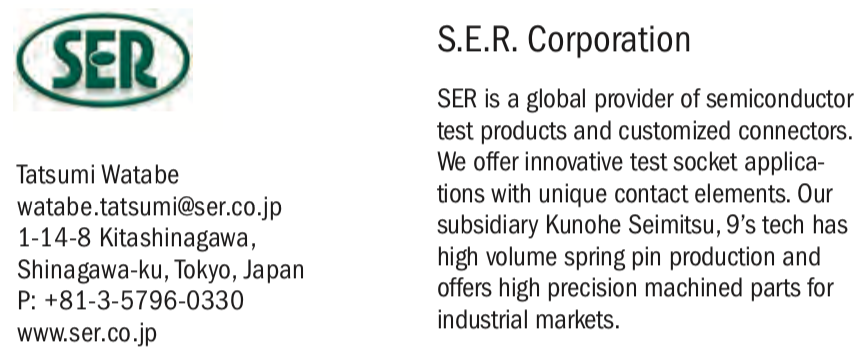 SER
Tatsumi Watabe
watabe.tatsumi@ser.co.jp
1-14-8 Kitashinagawa,
Shinagawa-ku, Tokyo, Japan
P: +81-3-5796-0330
www.ser.co.jp
S.E.R. Corporation
SER is a global provider of semiconductor
test products and customized connectors.
We offer innovative test socket applica-
tions with unique contact elements. Our
subsidiary Kunohe Seimitsu, 9’s tech has
high volume spring pin production and
offers high precision machined parts for
industrial markets.